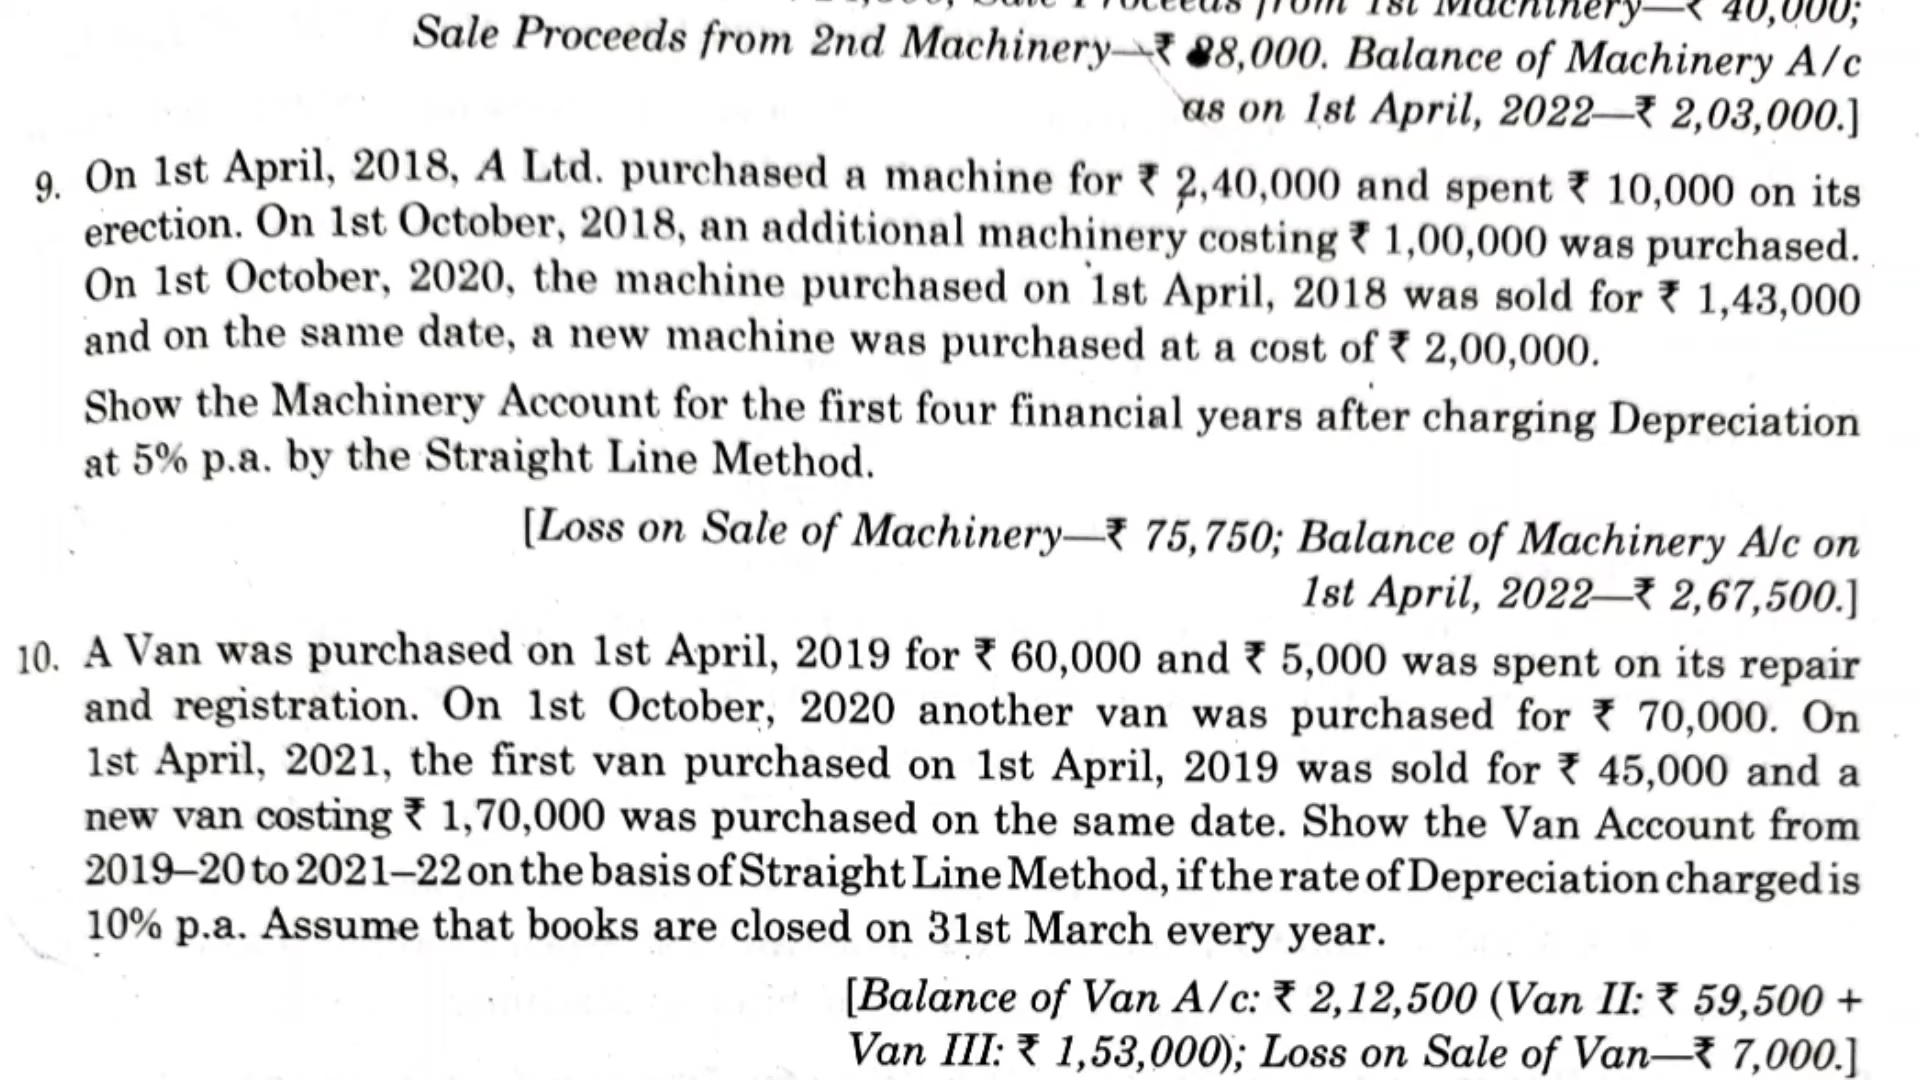 1st Machinery—₹ 40,000;
Sale Proceeds from 2nd Machinery—₹ 88,000. Balance of Machinery A/c
as on 1st April, 2022—₹ 2,03,000.]
9. On 1st April, 2018, A Ltd. purchased a machine for ₹ 2,40,000 and spent ₹ 10,000 on its
erection. On 1st October, 2018, an additional machinery costing ₹ 1,00,000 was purchased.
On 1st October, 2020, the machine purchased on 1st April, 2018 was sold for ₹ 1,43,000
and on the same date, a new machine was purchased at a cost of ₹ 2,00,000.
Show the Machinery Account for the first four financial years after charging Depreciation
at 5% p.a. by the Straight Line Method.
[Loss on Sale of Machinery—₹ 75,750; Balance of Machinery A/c on
1st April, 2022—₹ 2,67,500.]
10. A Van was purchased on 1st April, 2019 for ₹ 60,000 and ₹ 5,000 was spent on its repair
and registration. On 1st October, 2020 another van was purchased for ₹ 70,000. On
1st April, 2021, the first van purchased on 1st April, 2019 was sold for ₹ 45,000 and a
new van costing ₹ 1,70,000 was purchased on the same date. Show the Van Account from
2019–20 to 2021–22 on the basis of Straight Line Method, if the rate of Depreciation charged is
10% p.a. Assume that books are closed on 31st March every year.
[Balance of Van A/c: ₹ 2,12,500 (Van II: ₹ 59,500 +
Van III: ₹ 1,53,000); Loss on Sale of Van—₹ 7,000.]